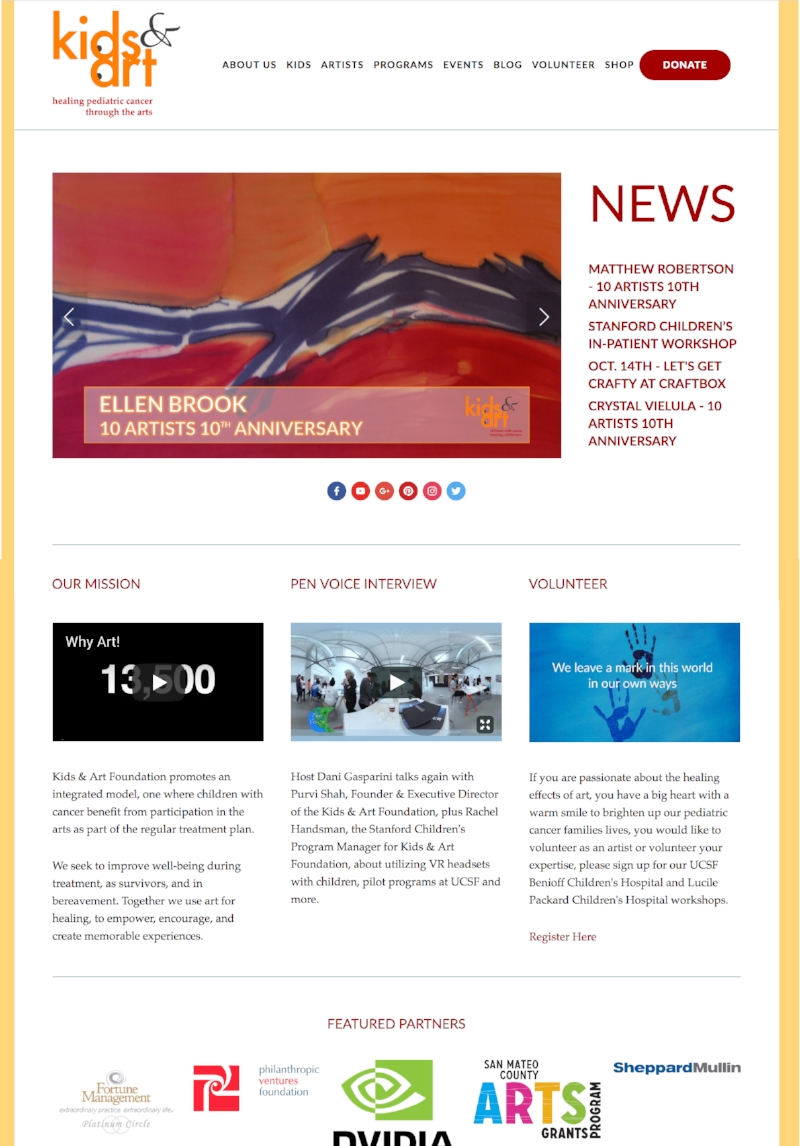 kids &
art
healing pediatric cancer
through the arts
ABOUT US KIDS ARTISTS PROGRAMS EVENTS BLOG VOLUNTEER SHOP DONATE
ELLEN BROOK
10 ARTISTS 10TH ANNIVERSARY
kids &
art
NEWS
MATTHEW ROBERTSON
- 10 ARTISTS 10TH
ANNIVERSARY
STANFORD CHILDREN'S
IN-PATIENT WORKSHOP
OCT. 14TH - LET'S GET
CRAFTY AT CRAFTBOX
CRYSTAL VIELULA - 10
ARTISTS 10TH
ANNIVERSARY
OUR MISSION
Why Art!
13,500
Kids & Art Foundation promotes an
integrated model, one where children with
cancer benefit from participation in the
arts as part of the regular treatment plan.
We seek to improve well-being during
treatment, as survivors, and in
bereavement. Together we use art for
healing, to empower, encourage, and
create memorable experiences.
PEN VOICE INTERVIEW
Host Dani Gasparini talks again with
Purvi Shah, Founder & Executive Director
of the Kids & Art Foundation, plus Rachel
Handsman, the Stanford Children's
Program Manager for Kids & Art
Foundation, about utilizing VR headsets
with children, pilot programs at UCSF and
more.
VOLUNTEER
We leave a mark in this world
in our own ways
If you are passionate about the healing
effects of art, you have a big heart with a
warm smile to brighten up our pediatric
cancer families lives, you would like to
volunteer as an artist or volunteer your
expertise, please sign up for our UCSF
Benioff Children's Hospital and Lucile
Packard Children's Hospital workshops.
Register Here
FEATURED PARTNERS
Fortune
Management
extraordinary practice. extraordinary life.
Platinum Circle
philanthropic
ventures
foundation
NVIDIA
SAN MATEO
COUNTY
ARTS
GRANTS
PROGRAM
SheppardMullin